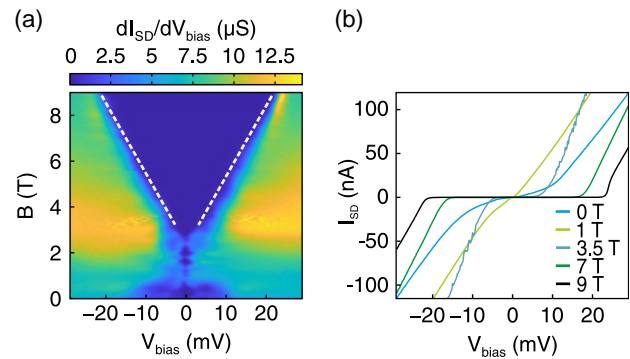 (a)
dI_SD/dV_bias (μS)
0 2.5 5 7.5 10 12.5
B (T)
8
6
4
2
0
−20 −10 0 10 20
V_bias (mV)
(b)
I_SD (nA)
100
50
0
-50
-100
0 T
1 T
3.5 T
7 T
9 T
−20 −10 0 10 20
V_bias (mV)